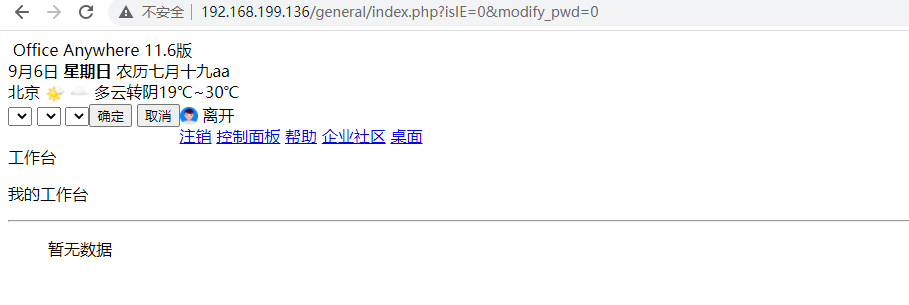 不安全 192.168.199.136/general/index.php?isIE=0&modify_pwd=0
Office Anywhere 11.6版
9月6日 星期日 农历七月十九aa
北京 多云转阴19℃~30℃
确定 取消 离开
注销 控制面板 帮助 企业社区 桌面
工作台
我的工作台
暂无数据